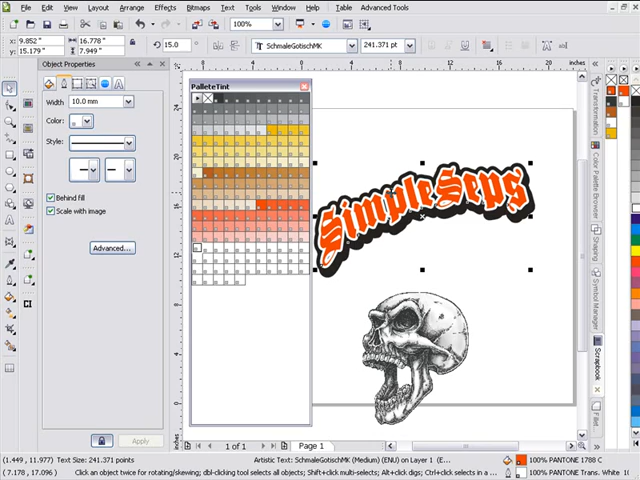 File Edit View Layout Arrange Effects Bitmaps Text Tools Window Help Table Advanced Tools
100%
x: 9.852 "
y: 15.179 "
16.778 "
7.949 "
15.0
SchmaleGotischMK
241.371 pt
Object Properties
Width 10.0 mm
Color:
Style:
Behind fill
Scale with image
Advanced...
Apply
PalleteTint
inches
SimpleSeps
Transformation
Color Palette Browser
Shaping
Symbol Manager
Scrapbook
Fillet...
1 of 1
Page 1
(1.449, 11.977) Text Size: 241.371 points
Artistic Text: SchmaleGotischMK (Medium) (ENU) on Layer 1 (E...
100% PANTONE 1788 C
(7.178, 17.096)
Click an object twice for rotating/skewing; dbl-clicking tool selects all objects; Shift+click multi-selects; Alt+click digs; Ctrl+click selects in a ...
100% PANTONE Trans. White 10